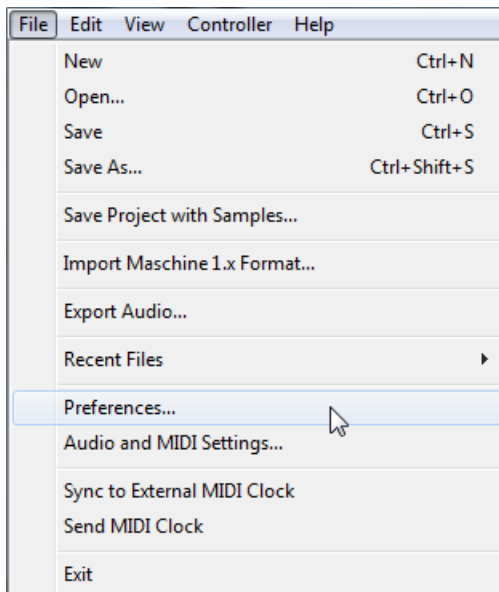 File Edit View Controller Help
New Ctrl+N
Open... Ctrl+O
Save Ctrl+S
Save As... Ctrl+Shift+S
Save Project with Samples...
Import Maschine 1.x Format...
Export Audio...
Recent Files
Preferences...
Audio and MIDI Settings...
Sync to External MIDI Clock
Send MIDI Clock
Exit